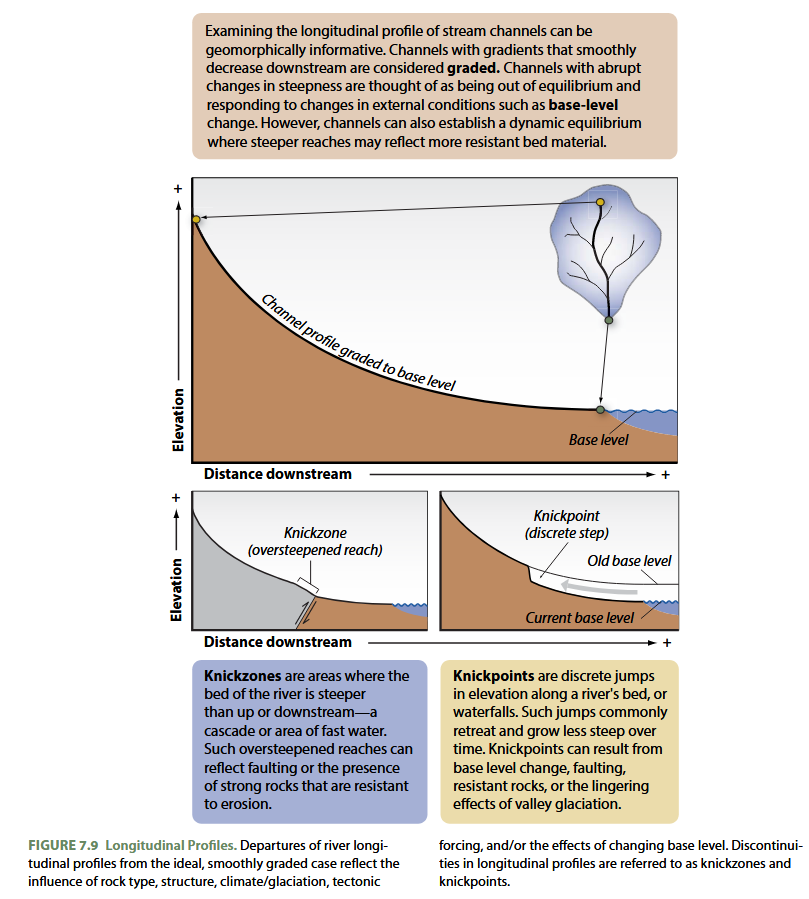 Examining the longitudinal profile of stream channels can be
geomorphically informative. Channels with gradients that smoothly
decrease downstream are considered graded. Channels with abrupt
changes in steepness are thought of as being out of equilibrium and
responding to changes in external conditions such as base-level
change. However, channels can also establish a dynamic equilibrium
where steeper reaches may reflect more resistant bed material.
+
Elevation
Channel profile graded to base level
Base level
Distance downstream
+
+
Elevation
Knickzone
(oversteepened reach)
Knickpoint
(discrete step)
Old base level
Current base level
Distance downstream
+
Knickzones are areas where the
bed of the river is steeper
than up or downstream—a
cascade or area of fast water.
Such oversteepened reaches can
reflect faulting or the presence
of strong rocks that are resistant
to erosion.
Knickpoints are discrete jumps
in elevation along a river's bed, or
waterfalls. Such jumps commonly
retreat and grow less steep over
time. Knickpoints can result from
base level change, faulting,
resistant rocks, or the lingering
effects of valley glaciation.
FIGURE 7.9 Longitudinal Profiles. Departures of river longi-
tudinal profiles from the ideal, smoothly graded case reflect the
influence of rock type, structure, climate/glaciation, tectonic
forcing, and/or the effects of changing base level. Discontinui-
ties in longitudinal profiles are referred to as knickzones and
knickpoints.